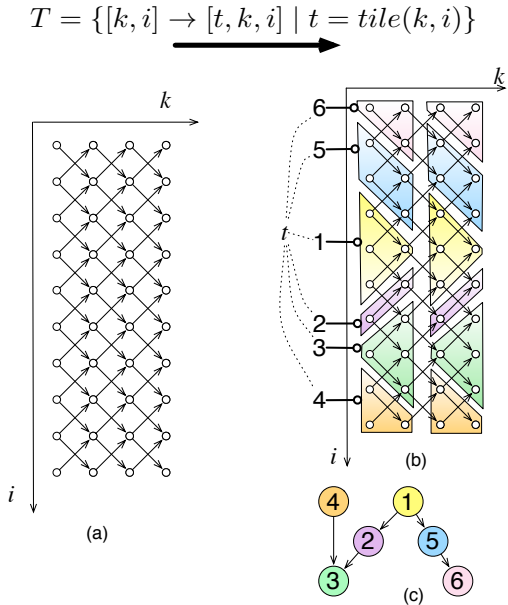 T = {[k, i] → [t, k, i] | t = tile(k, i)}
k
i
(a)
k
6
5
t
1
2
3
4
i
(b)
4
1
2
5
3
6
(c)